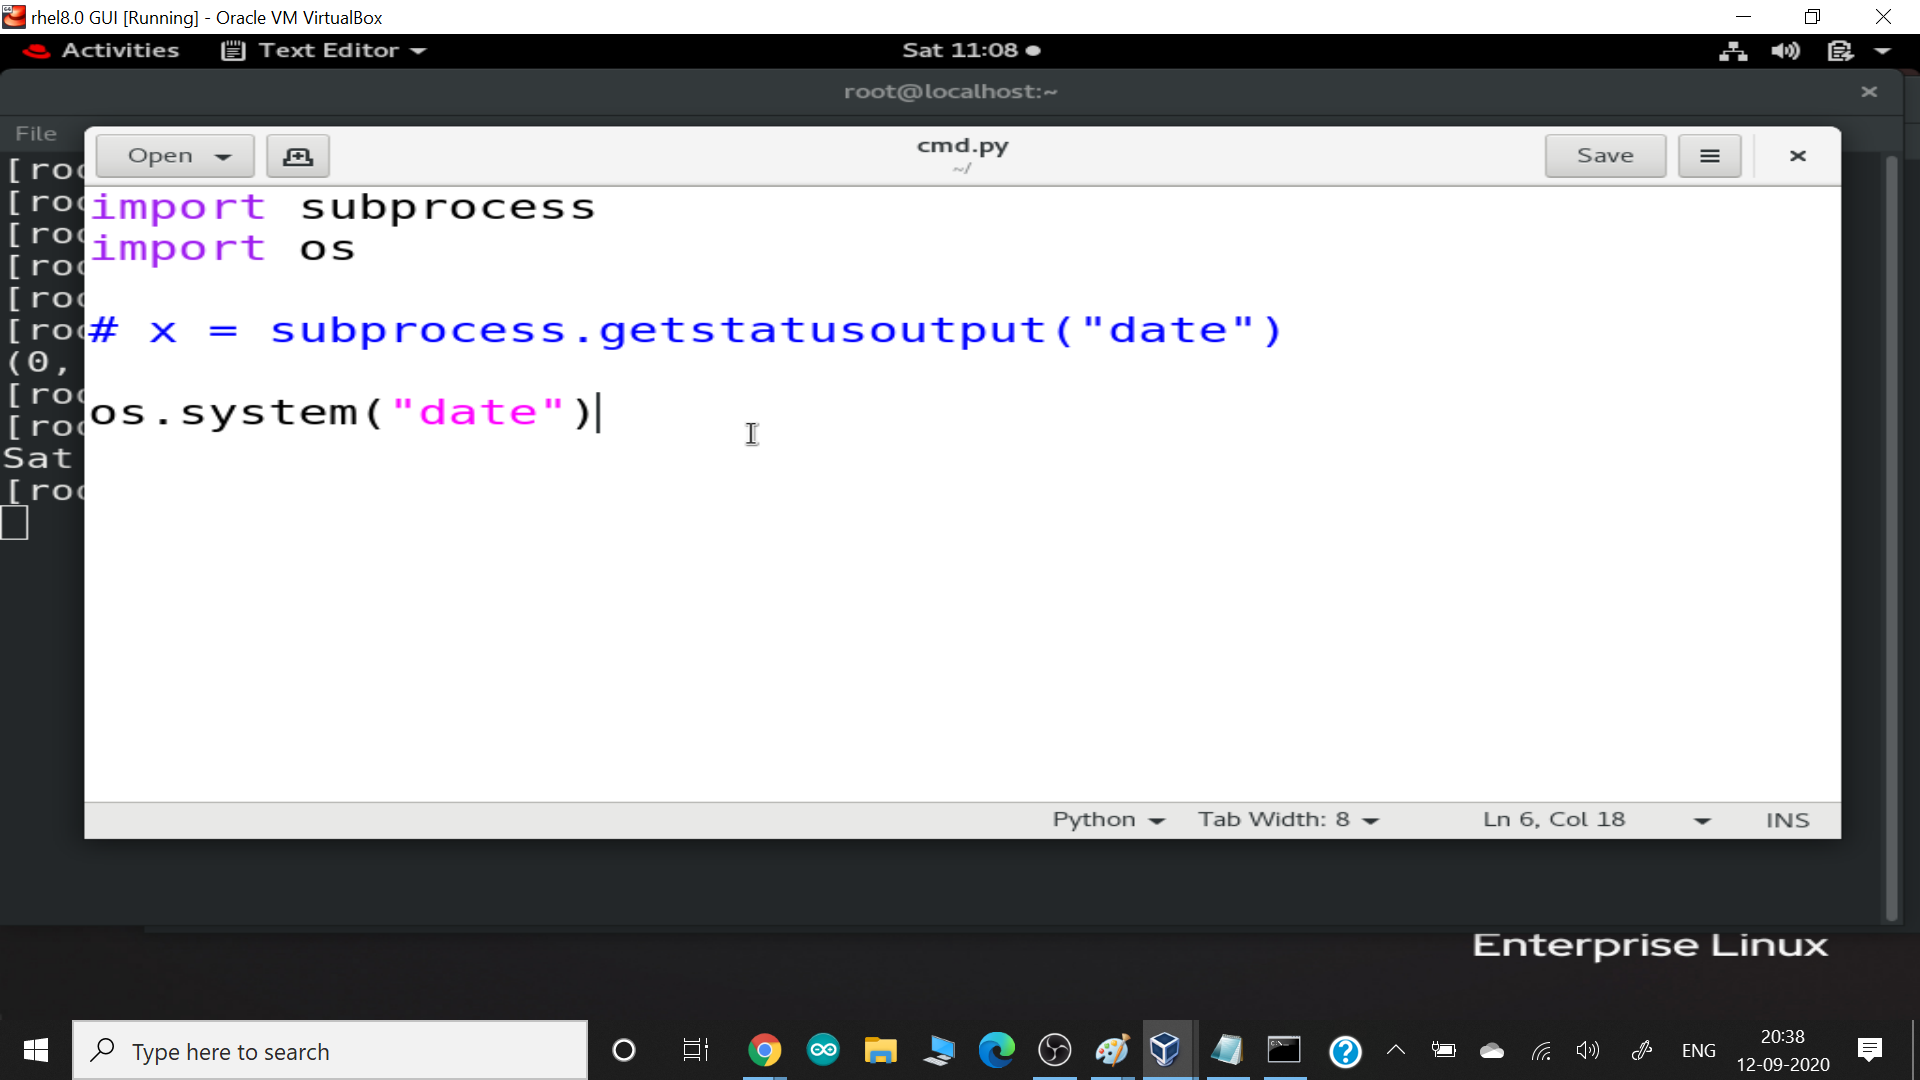 rhel8.0 GUI [Running] - Oracle VM VirtualBox
Activities Text Editor Sat 11:08
root@localhost:~
File
Open cmd.py Save
~/
import subprocess
import os
# x = subprocess.getstatusoutput("date")
os.system("date")
[roo
[roo
[roo
[roo
[roo
[roo
(0,
[roo
[roo
Sat
[roo
Python Tab Width: 8 Ln 6, Col 18 INS
Enterprise Linux
Type here to search
ENG
20:38
12-09-2020